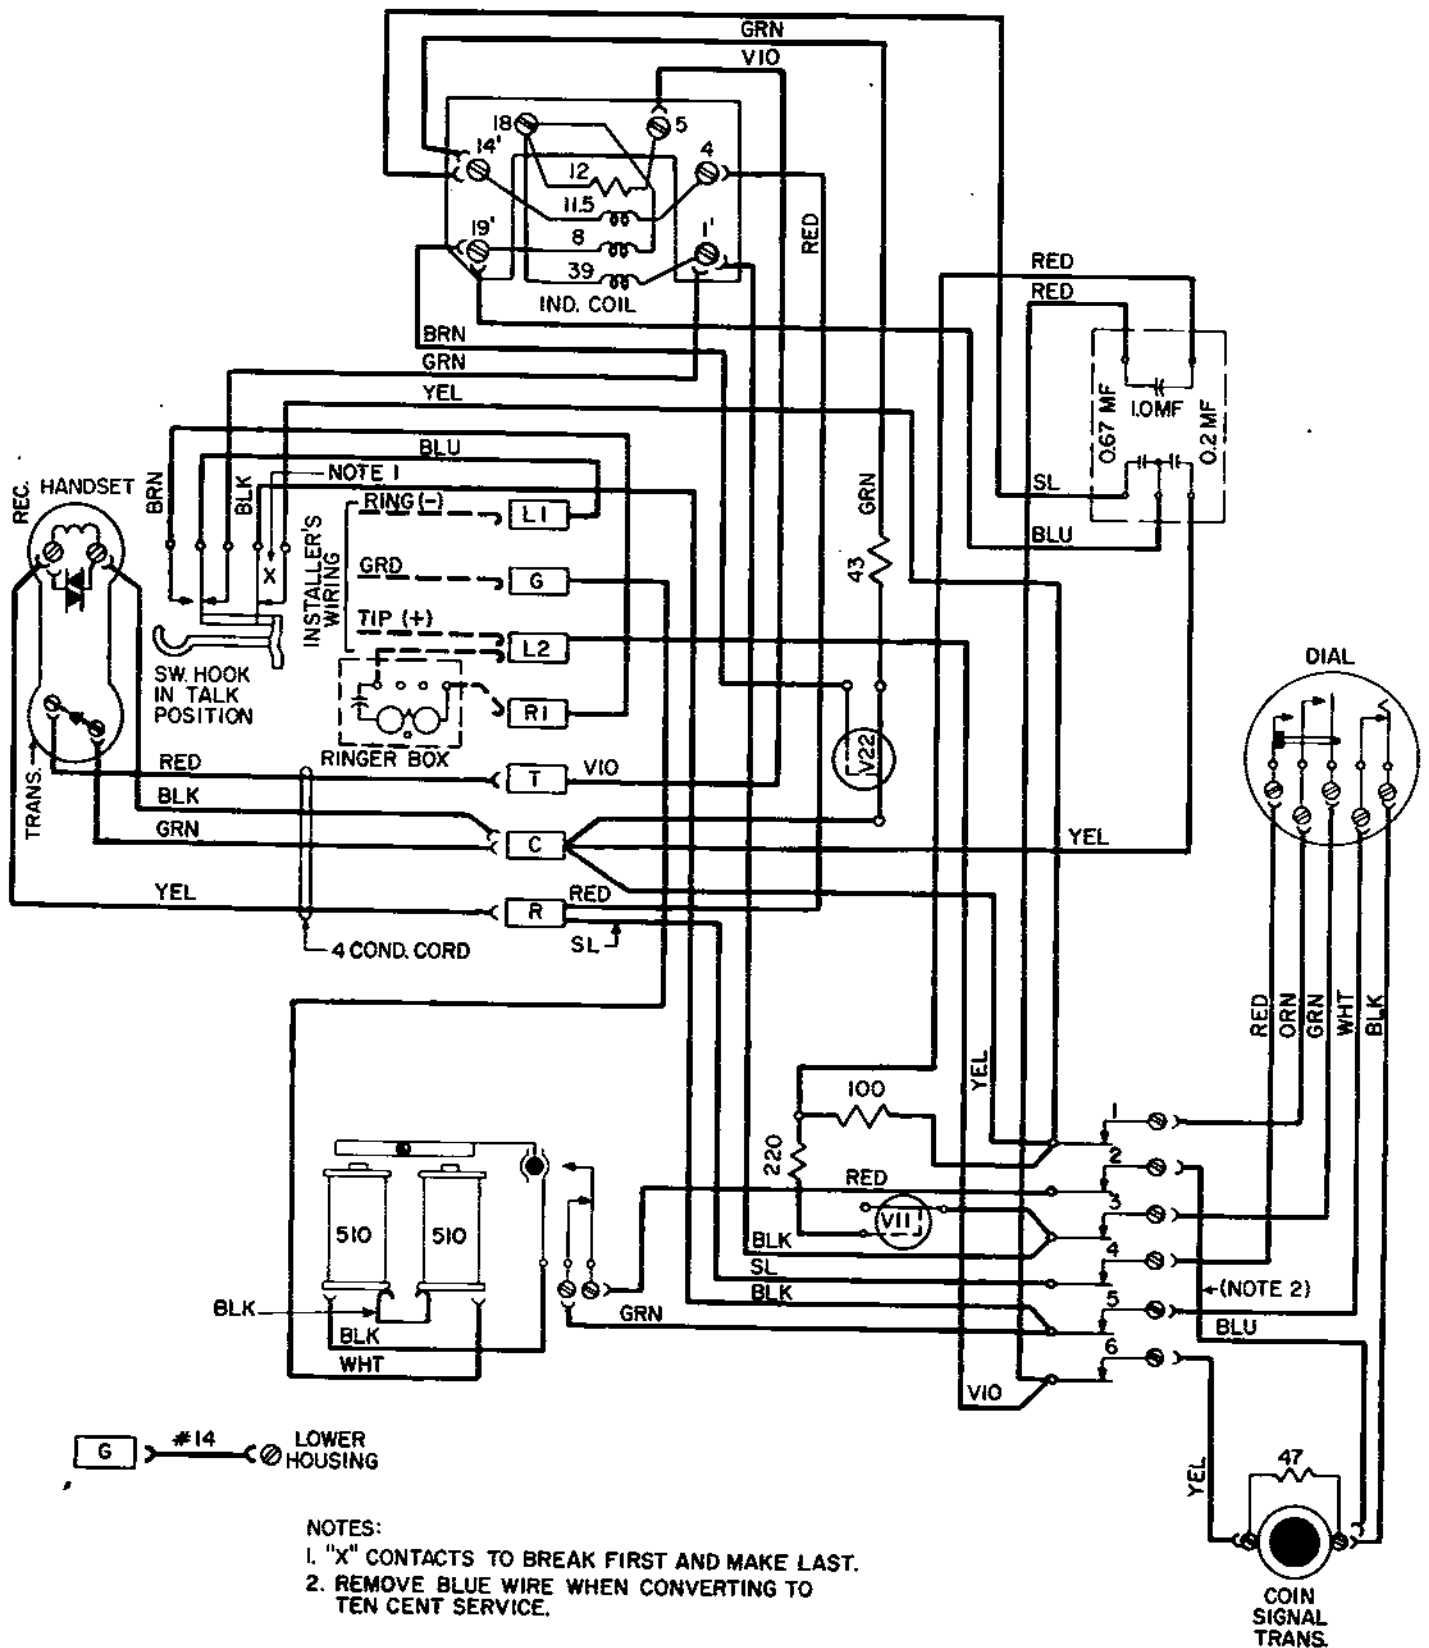 GRN
VIO
18
5
14'
4
12
11.5
19'
8
1'
39
IND. COIL
RED
RED
RED
BRN
GRN
YEL
0.67 MF
1.0MF
0.2 MF
BLU
NOTE 1
REC.
HANDSET
BRN
BLK
X
RING (-)
L1
SL
GRN
BLU
INSTALLER'S
WIRING
GRD
G
43
TIP (+)
L2
SW. HOOK
IN TALK
POSITION
DIAL
R1
RINGER BOX
V22
TRANS.
RED
T
VIO
BLK
GRN
C
YEL
YEL
R
RED
SL
4 COND. CORD
RED
ORN
GRN
WHT
BLK
YEL
100
1
220
2
RED
3
510
510
V11
BLK
4
SL
(NOTE 2)
BLK
BLK
5
GRN
BLU
BLK
6
WHT
VIO
G
#14
LOWER
HOUSING
YEL
47
COIN
SIGNAL
TRANS.
NOTES:
1. "X" CONTACTS TO BREAK FIRST AND MAKE LAST.
2. REMOVE BLUE WIRE WHEN CONVERTING TO
TEN CENT SERVICE.